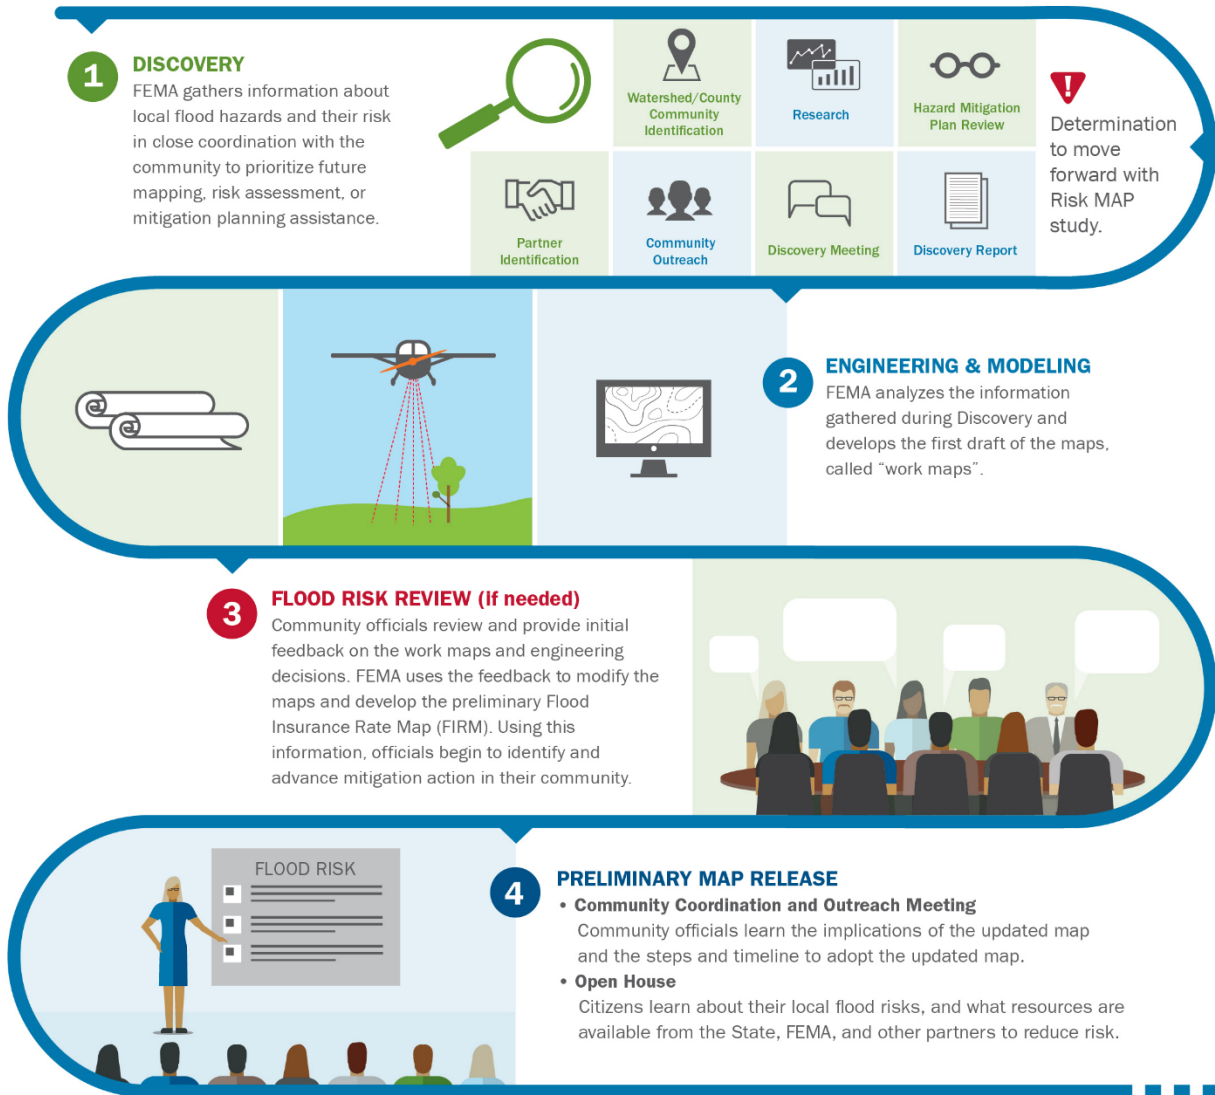 1
DISCOVERY
FEMA gathers information about
local flood hazards and their risk
in close coordination with the
community to prioritize future
mapping, risk assessment, or
mitigation planning assistance.
Watershed/County
Community
Identification
Research
Hazard Mitigation
Plan Review
Partner
Identification
Community
Outreach
Discovery Meeting
Discovery Report
!
Determination
to move
forward with
Risk MAP
study.
2
ENGINEERING & MODELING
FEMA analyzes the information
gathered during Discovery and
develops the first draft of the maps,
called “work maps”.
3
FLOOD RISK REVIEW (if needed)
Community officials review and provide initial
feedback on the work maps and engineering
decisions. FEMA uses the feedback to modify the
maps and develop the preliminary Flood
Insurance Rate Map (FIRM). Using this
information, officials begin to identify and
advance mitigation action in their community.
FLOOD RISK
4
PRELIMINARY MAP RELEASE
• Community Coordination and Outreach Meeting
Community officials learn the implications of the updated map
and the steps and timeline to adopt the updated map.
• Open House
Citizens learn about their local flood risks, and what resources are
available from the State, FEMA, and other partners to reduce risk.